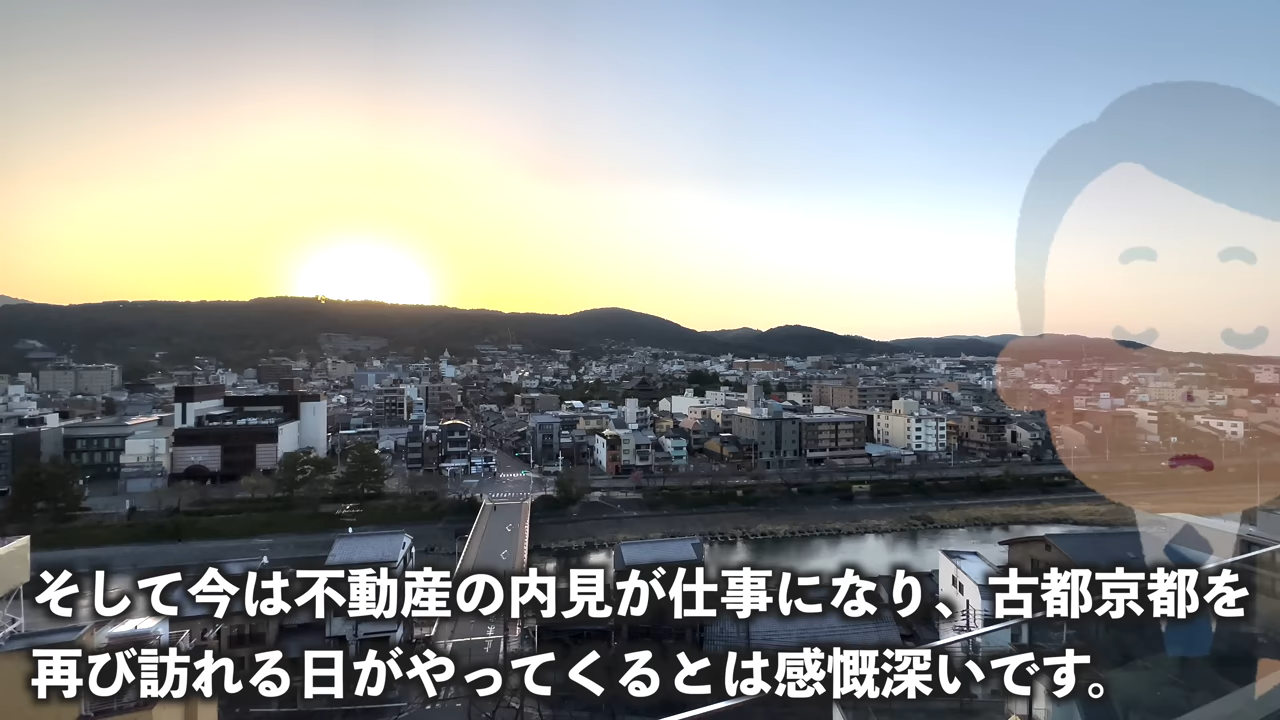 そして今は不動産の内見が仕事になり、古都京都を
再び訪れる日がやってくるとは感慨深いです。